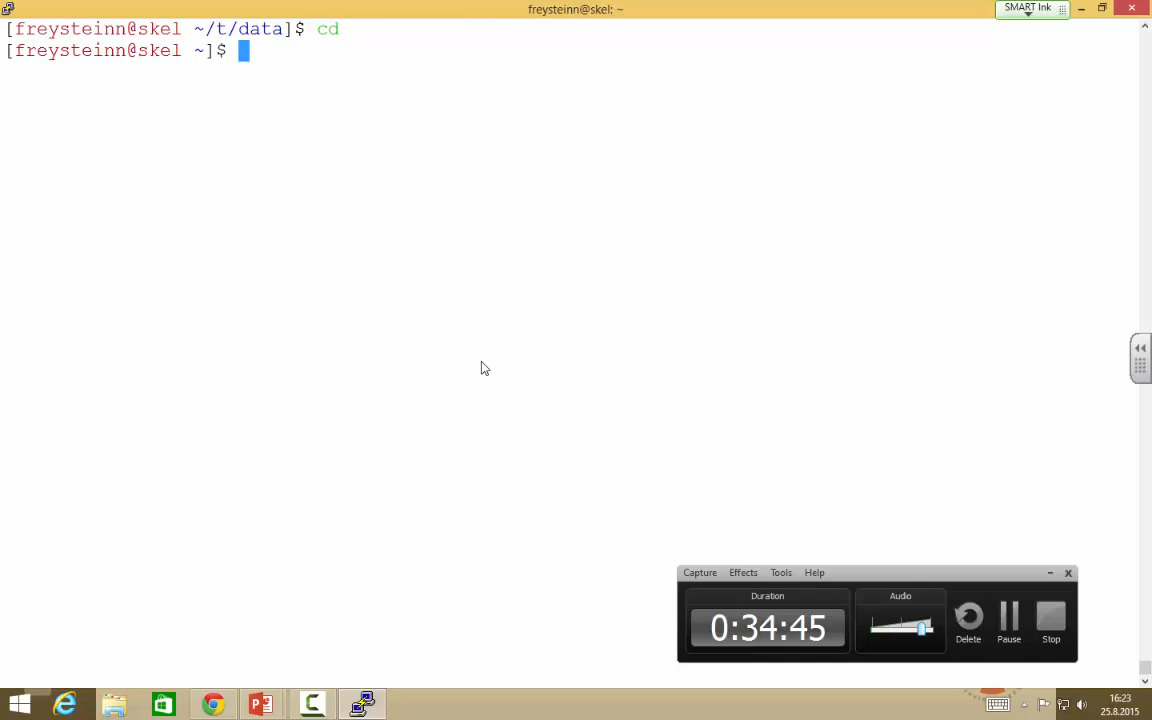 freysteinn@skel: ~
SMART Ink
[freysteinn@skel ~/t/data]$ cd
[freysteinn@skel ~]$
Capture Effects Tools Help
Duration
Audio
0:34:45
Delete Pause Stop
16:23
25.8.2015